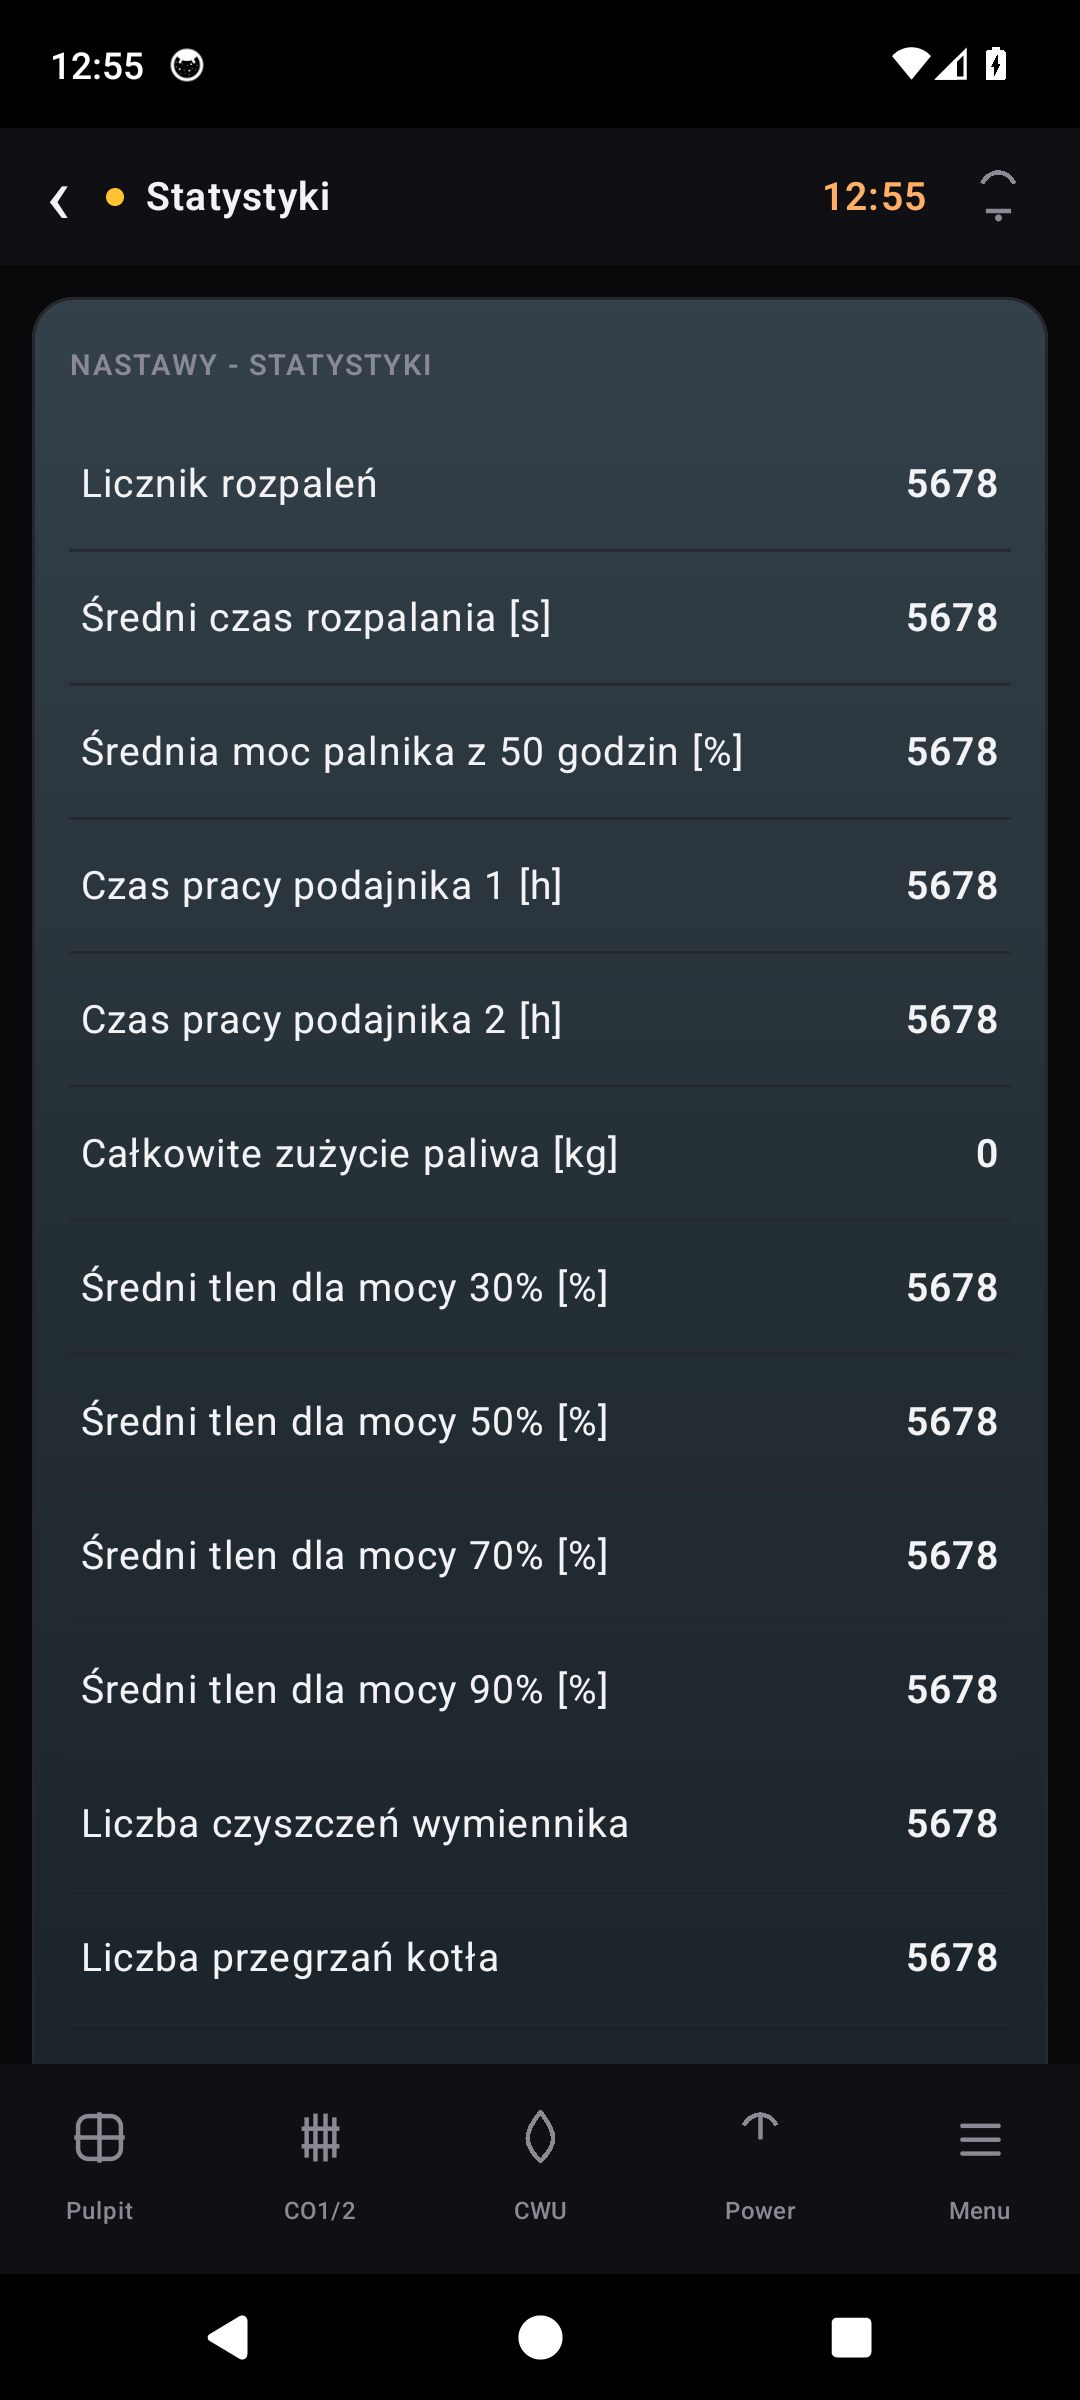 12:55
‹ Statystyki 12:55
NASTAWY - STATYSTYKI
Licznik rozpaleń 5678
Średni czas rozpalania [s] 5678
Średnia moc palnika z 50 godzin [%] 5678
Czas pracy podajnika 1 [h] 5678
Czas pracy podajnika 2 [h] 5678
Całkowite zużycie paliwa [kg] 0
Średni tlen dla mocy 30% [%] 5678
Średni tlen dla mocy 50% [%] 5678
Średni tlen dla mocy 70% [%] 5678
Średni tlen dla mocy 90% [%] 5678
Liczba czyszczeń wymiennika 5678
Liczba przegrzań kotła 5678
Pulpit CO1/2 CWU Power Menu